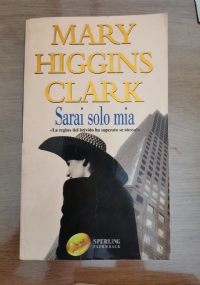 MARY
HIGGINS
CLARK
Sarai solo mia
«La regina del brivido ha superato se stessa».
SPERLING
PAPERBACK